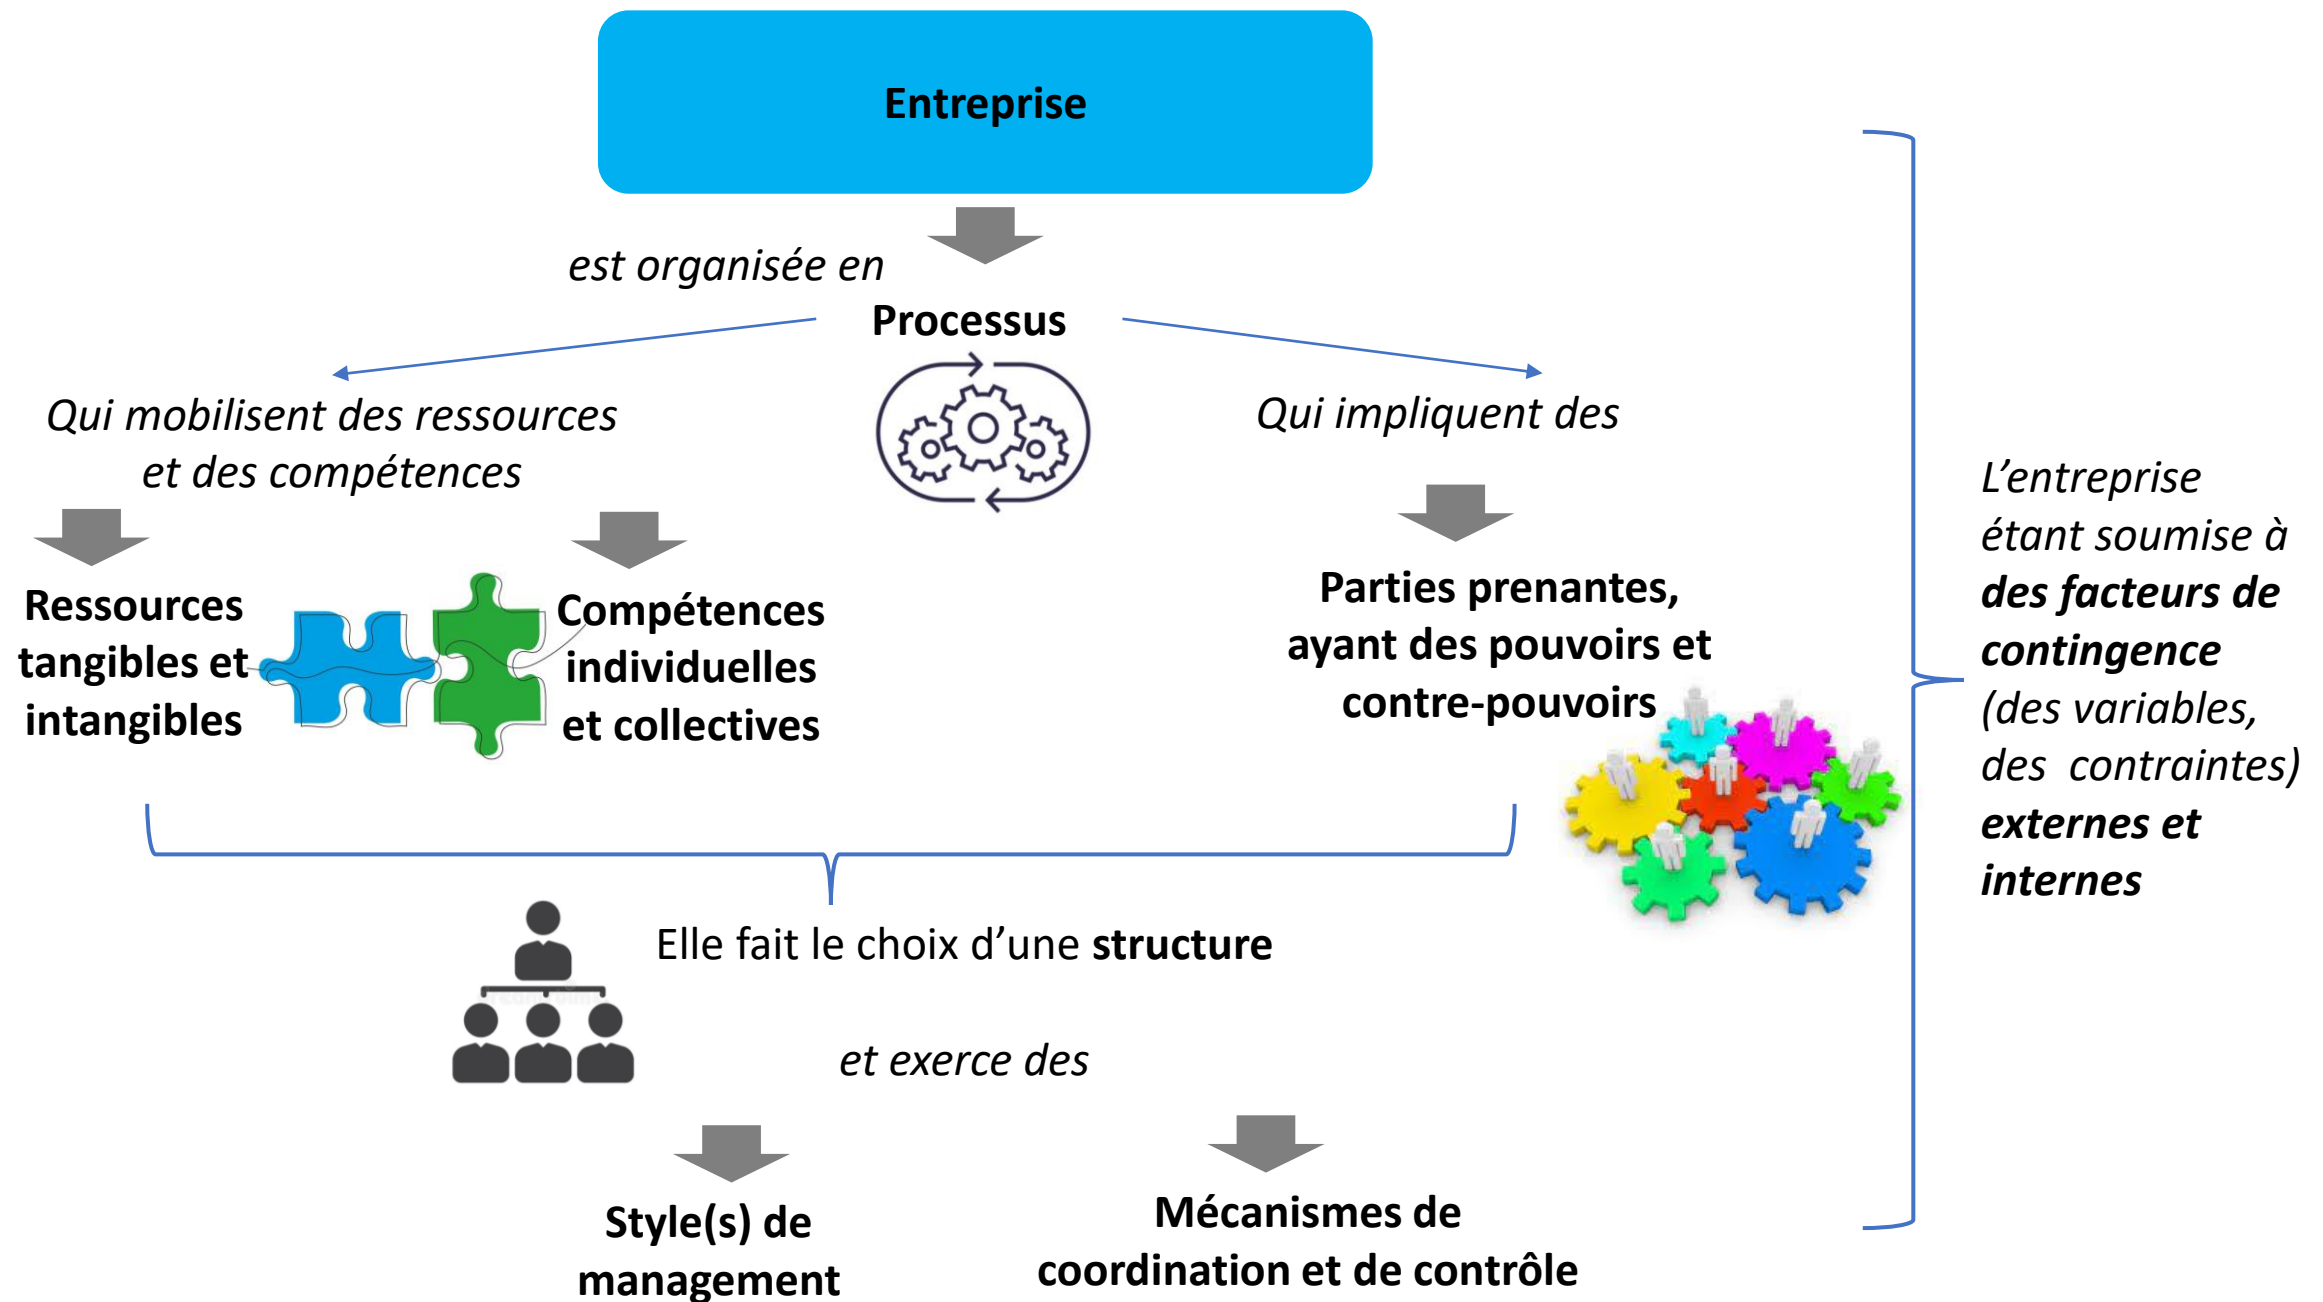 Entreprise
est organisée en
Processus
Qui mobilisent des ressources
et des compétences
Qui impliquent des
Ressources
tangibles et
intangibles
Compétences
individuelles
et collectives
Parties prenantes,
ayant des pouvoirs et
contre-pouvoirs
L’entreprise
étant soumise à
des facteurs de
contingence
(des variables,
des contraintes)
externes et
internes
Elle fait le choix d’une structure
et exerce des
Style(s) de
management
Mécanismes de
coordination et de contrôle